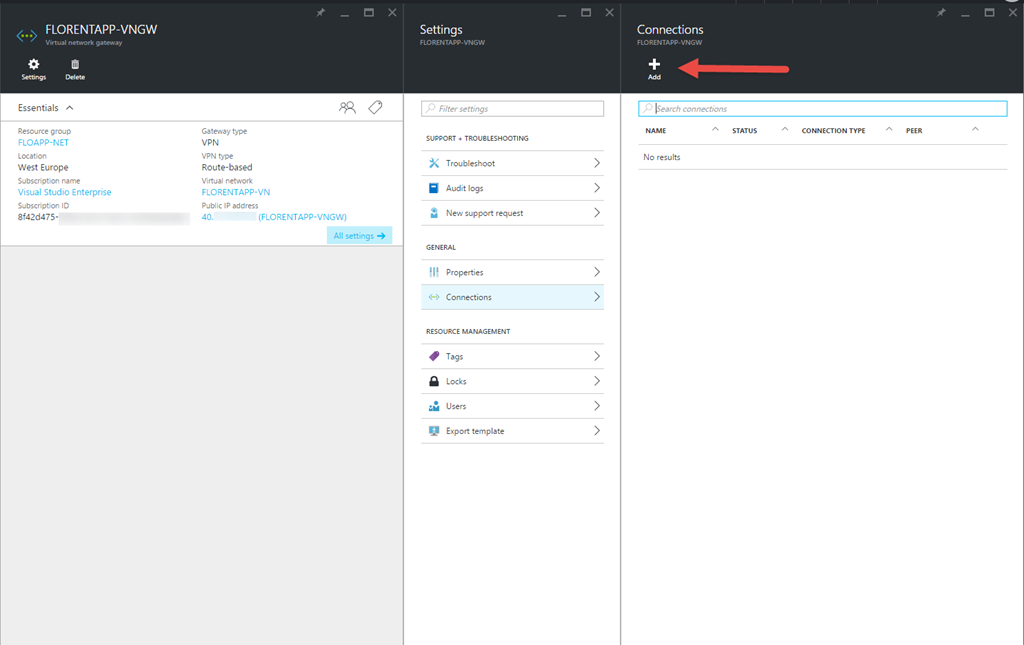 FLORENTAPP-VNGW
Virtual network gateway
Settings
Delete
Essentials
Resource group
FLOAPP-NET
Location
West Europe
Subscription name
Visual Studio Enterprise
Subscription ID
8f42d475-
Gateway type
VPN
VPN type
Route-based
Virtual network
FLORENTAPP-VN
Public IP address
40. (FLORENTAPP-VNGW)
All settings
Settings
FLORENTAPP-VNGW
Filter settings
SUPPORT + TROUBLESHOOTING
Troubleshoot
Audit logs
New support request
GENERAL
Properties
Connections
RESOURCE MANAGEMENT
Tags
Locks
Users
Export template
Connections
FLORENTAPP-VNGW
Add
Search connections
NAME STATUS CONNECTION TYPE PEER
No results